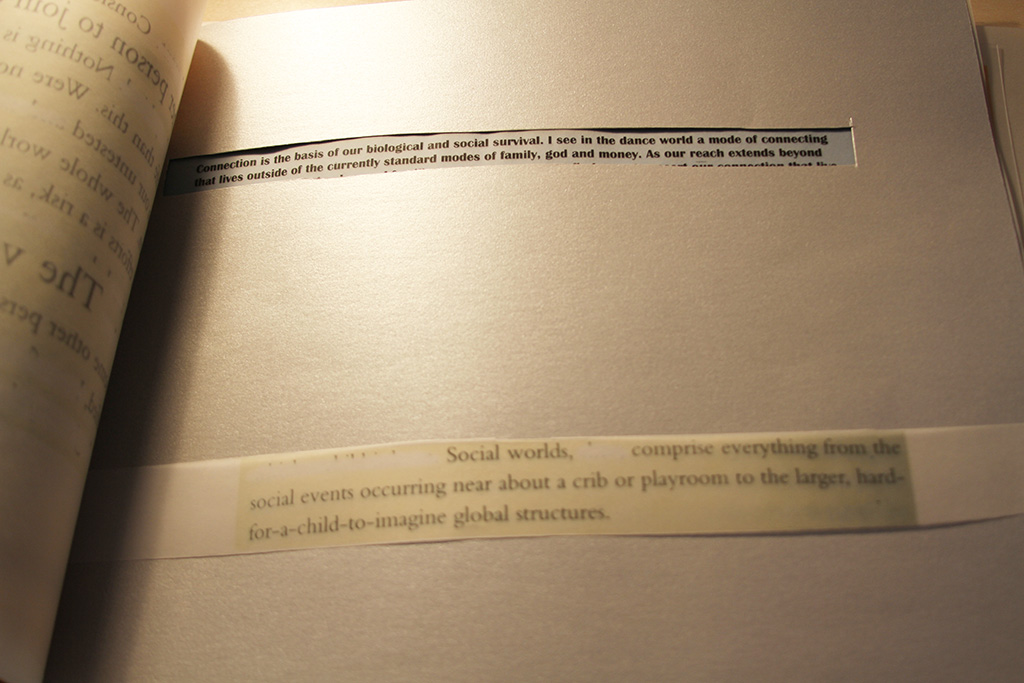 Connection is the basis of our biological and social survival. I see in the dance world a mode of connecting
that lives outside of the currently standard modes of family, god and money. As our reach extends beyond
our connection that
Social worlds, comprise everything from the
social events occurring near about a crib or playroom to the larger, hard-
for-a-child-to-imagine global structures.
Cons
person to join
Nothing is
than this. Were no
untested
The whole worl
is a risk, as
The v
other pers